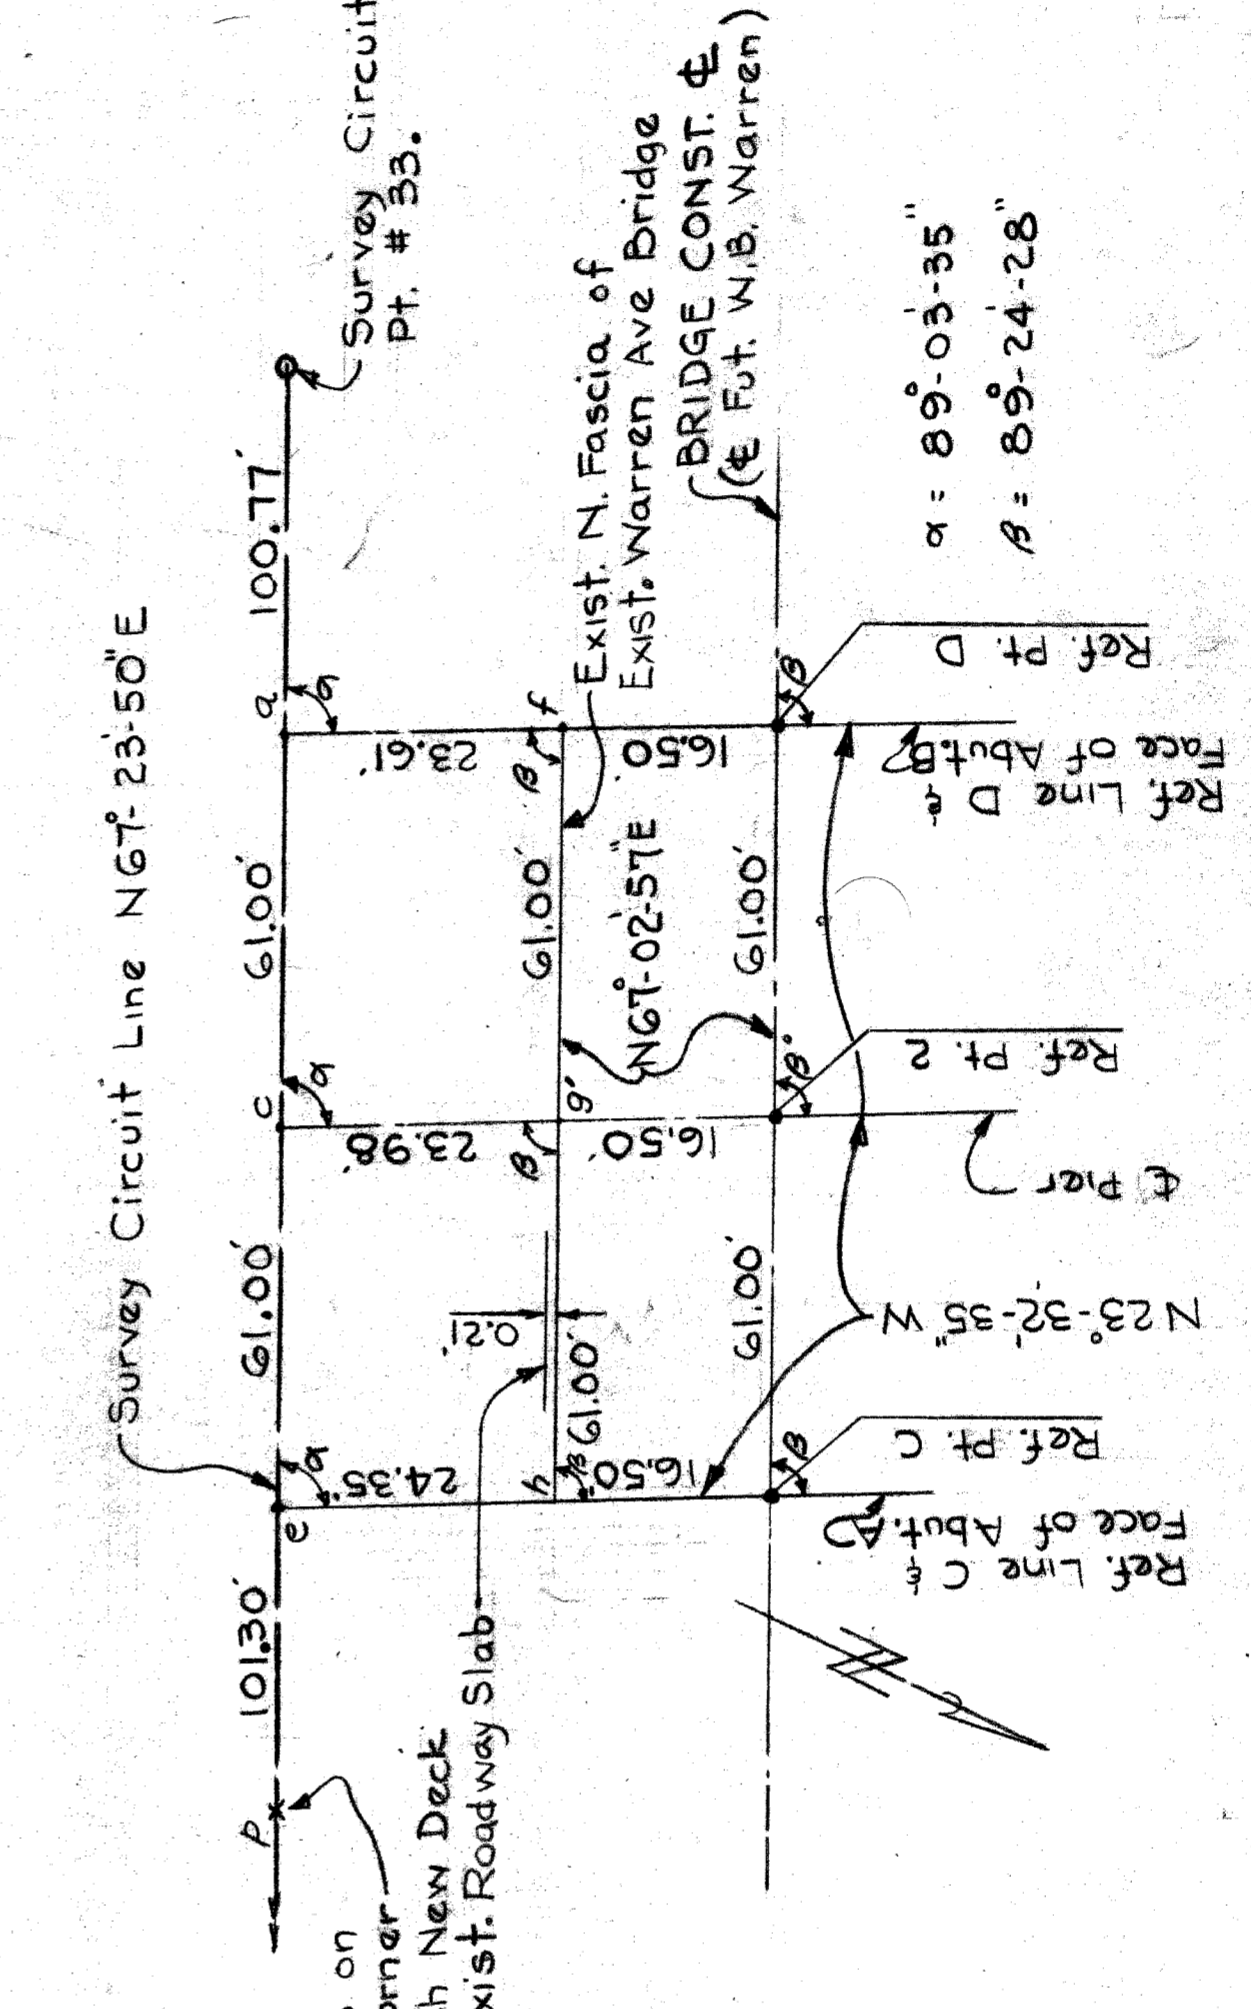 Survey Circuit Line N67°-23'-50"E
p
101.30'
e
61.00'
c
61.00'
a
100.77'
Survey Circuit
Pt. # 33.
α
α
α
24.35'
23.98'
23.61'
on
h New Deck
xist. Roadway Slab
0.21'
h
β
61.00'
g
β
61.00'
f
β
Exist. N. Fascia of
Exist. Warren Ave Bridge
16.50'
16.50'
16.50'
N67°-02'-57"E
BRIDGE CONST. ℄
(℄ Fut. W.B. Warren)
61.00'
61.00'
β
β
β
Ref. Pt. C
Ref. Pt. 2
Ref. Pt. D
Ref. Line C &
Face of Abut. A
N 23°-32'-35" W
℄ Pier
Ref. Line D &
Face of Abut. B
α = 89°-03'-35"
β = 89°-24'-28"